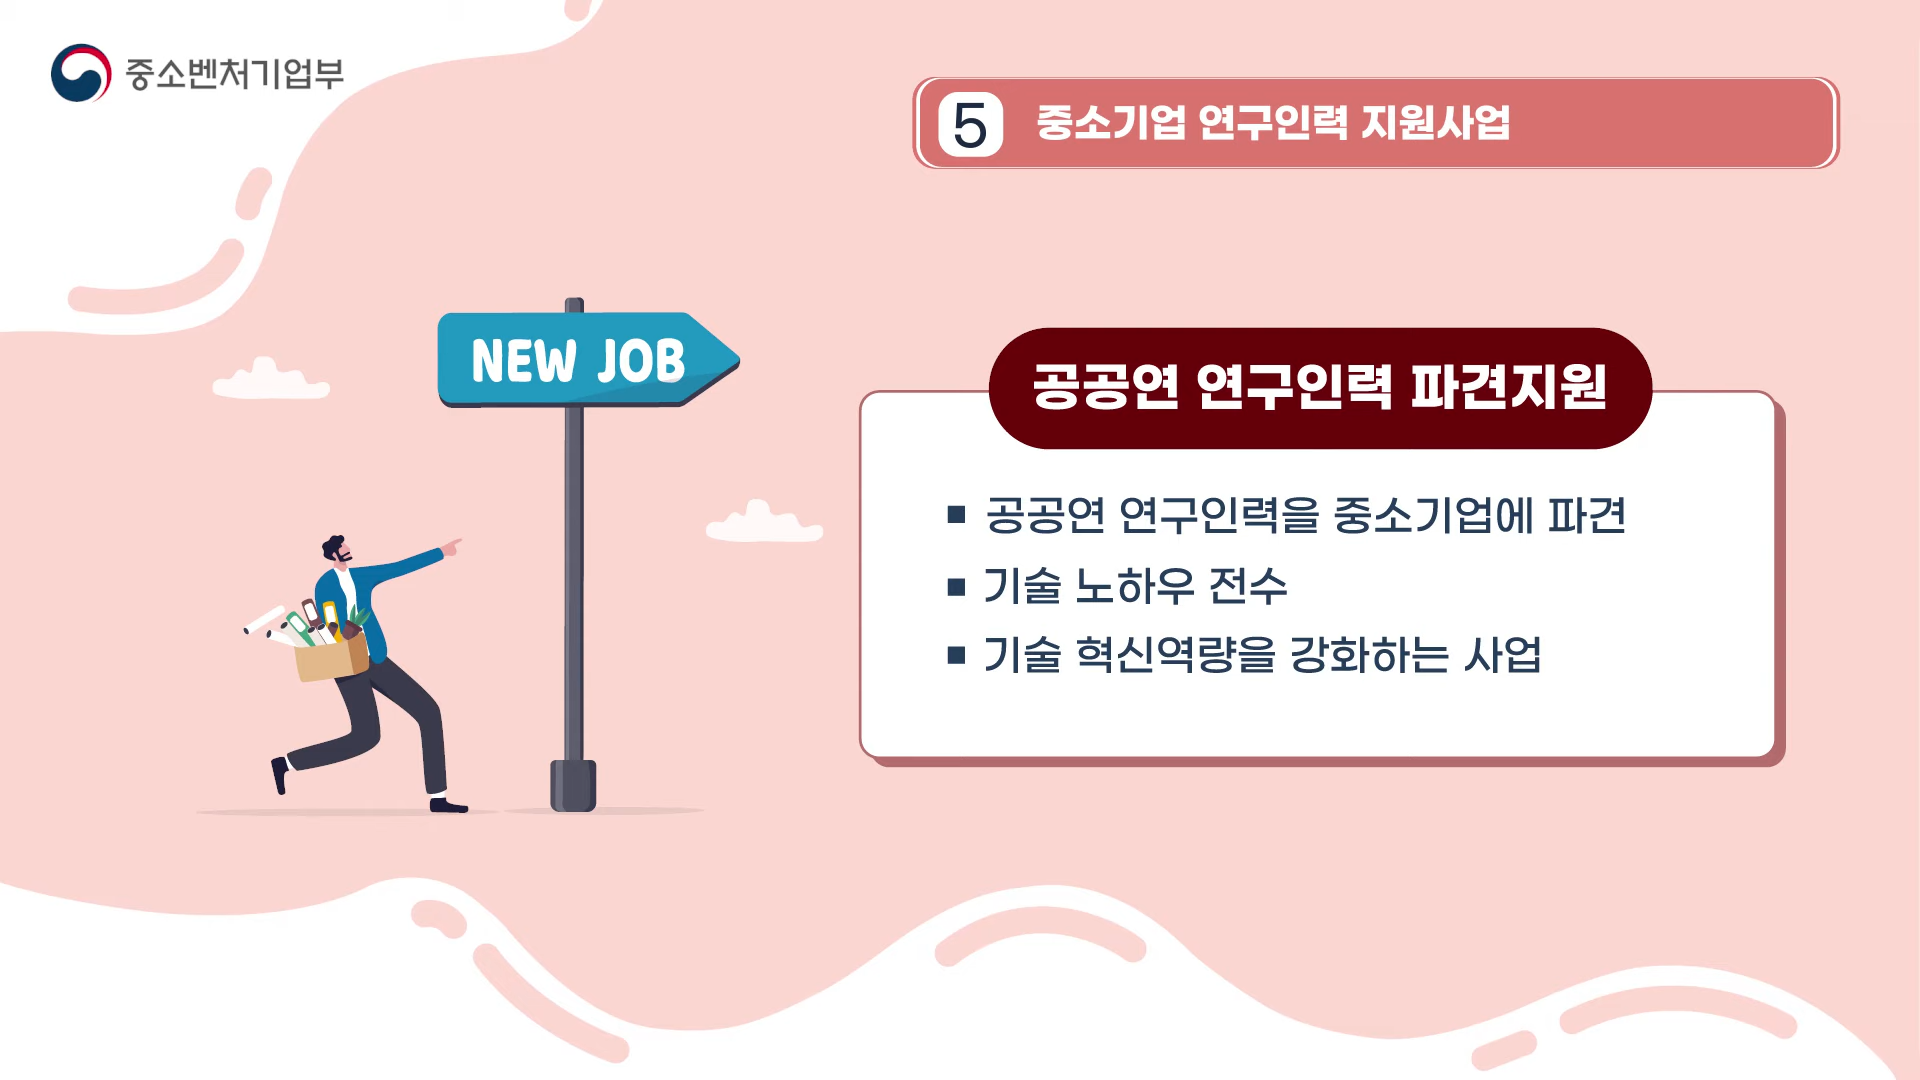 중소벤처기업부
5 중소기업 연구인력 지원사업
NEW JOB
공공연 연구인력 파견지원
■ 공공연 연구인력을 중소기업에 파견
■ 기술 노하우 전수
■ 기술 혁신역량을 강화하는 사업